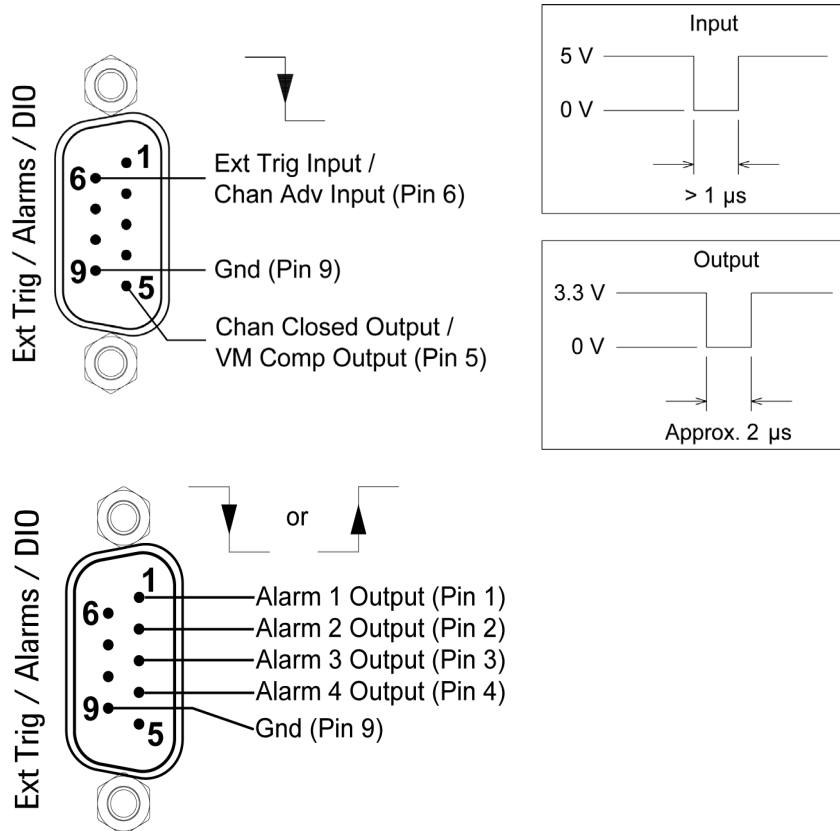 Ext Trig / Alarms / DIO
1
6
9
5
Ext Trig Input /
Chan Adv Input (Pin 6)
Gnd (Pin 9)
Chan Closed Output /
VM Comp Output (Pin 5)
Input
5 V
0 V
> 1 µs
Output
3.3 V
0 V
Approx. 2 µs
Ext Trig / Alarms / DIO
or
1
6
9
5
Alarm 1 Output (Pin 1)
Alarm 2 Output (Pin 2)
Alarm 3 Output (Pin 3)
Alarm 4 Output (Pin 4)
Gnd (Pin 9)